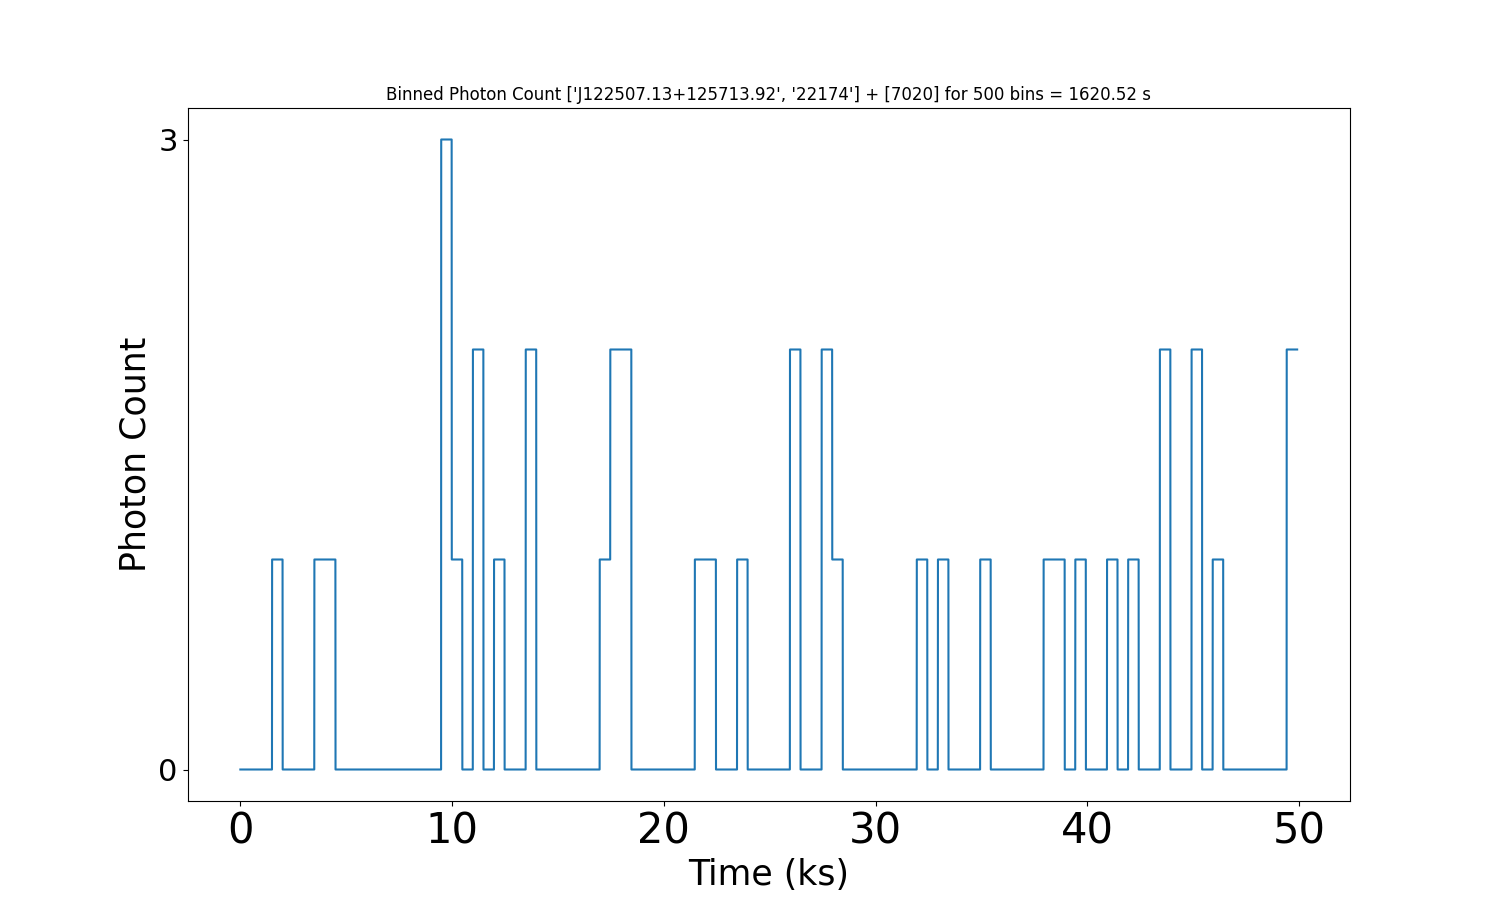 Binned Photon Count ['J122507.13+125713.92', '22174'] + [7020] for 500 bins = 1620.52 s
3
Photon Count
0
0 10 20 30 40 50
Time (ks)